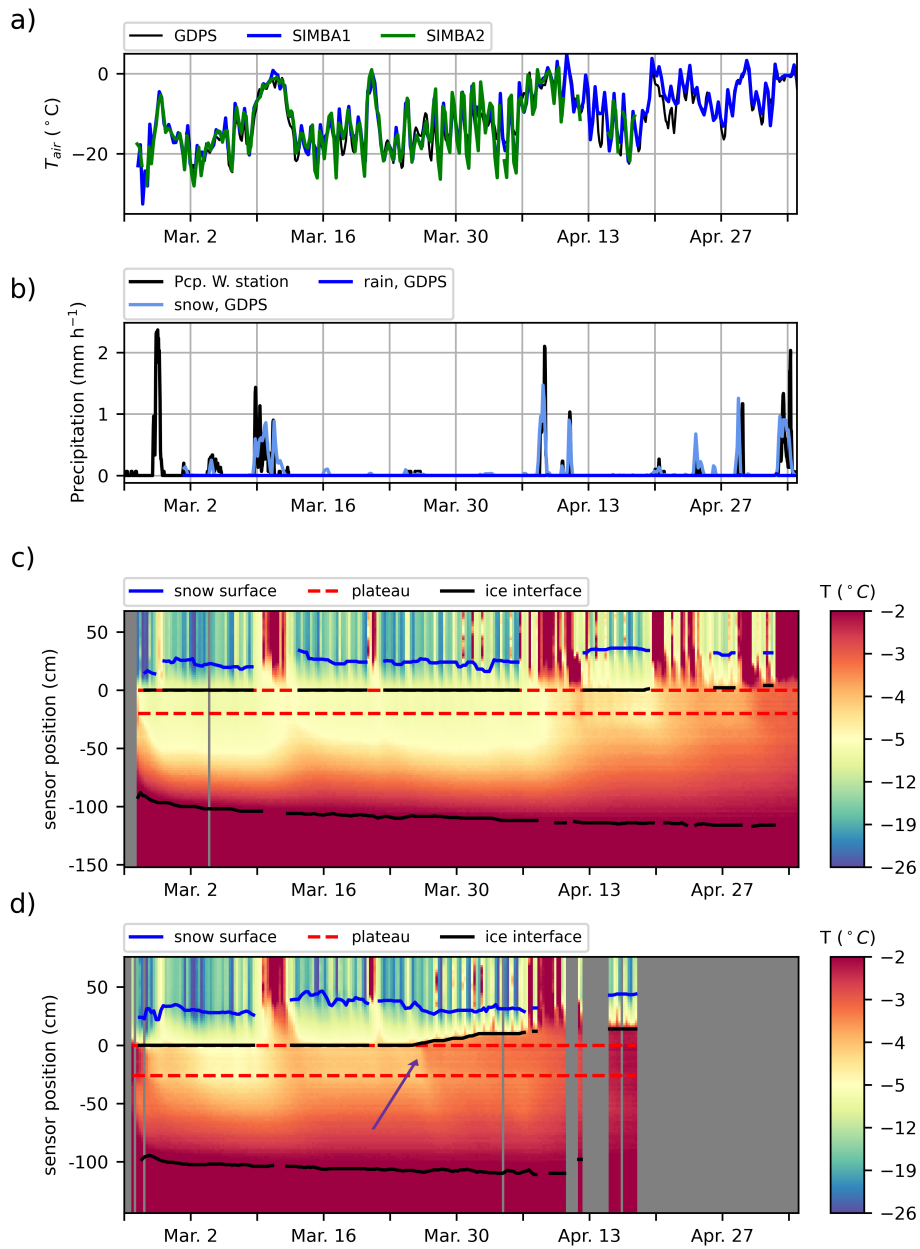 a)
GDPS SIMBA1 SIMBA2
T_air (°C)
0
−20
Mar. 2 Mar. 16 Mar. 30 Apr. 13 Apr. 27
b)
Pcp. W. station rain, GDPS
snow, GDPS
Precipitation (mm h⁻¹)
2
1
0
Mar. 2 Mar. 16 Mar. 30 Apr. 13 Apr. 27
c)
snow surface plateau ice interface
T (°C)
sensor position (cm)
50
0
-50
-100
-150
−2
−3
−4
−5
−12
−19
−26
Mar. 2 Mar. 16 Mar. 30 Apr. 13 Apr. 27
d)
snow surface plateau ice interface
T (°C)
sensor position (cm)
50
0
-50
-100
−2
−3
−4
−5
−12
−19
−26
Mar. 2 Mar. 16 Mar. 30 Apr. 13 Apr. 27